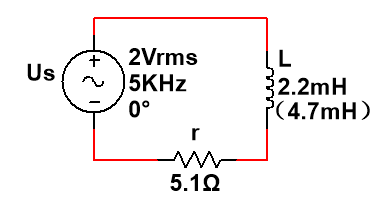 Us
2Vrms
5KHz
0°
L
2.2mH
（4.7mH）
r
5.1Ω